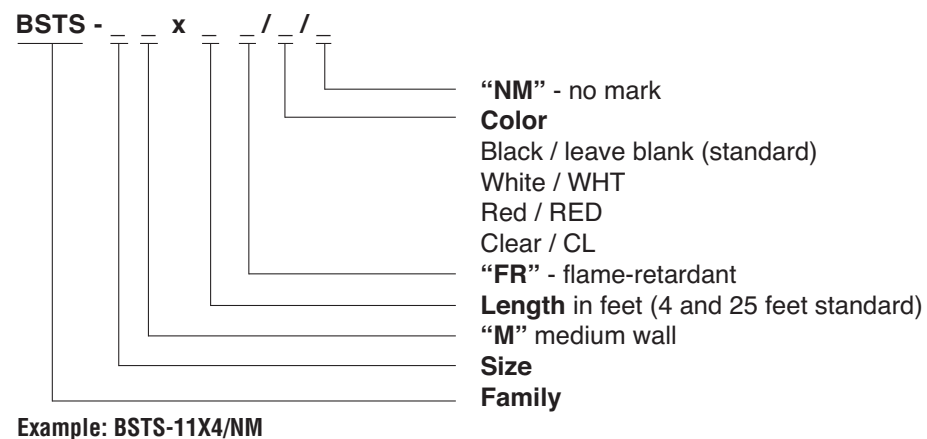 BSTS - _ _ x _ _ / _ / _
“NM” - no mark
Color
Black / leave blank (standard)
White / WHT
Red / RED
Clear / CL
“FR” - flame-retardant
Length in feet (4 and 25 feet standard)
“M” medium wall
Size
Family
Example: BSTS-11X4/NM